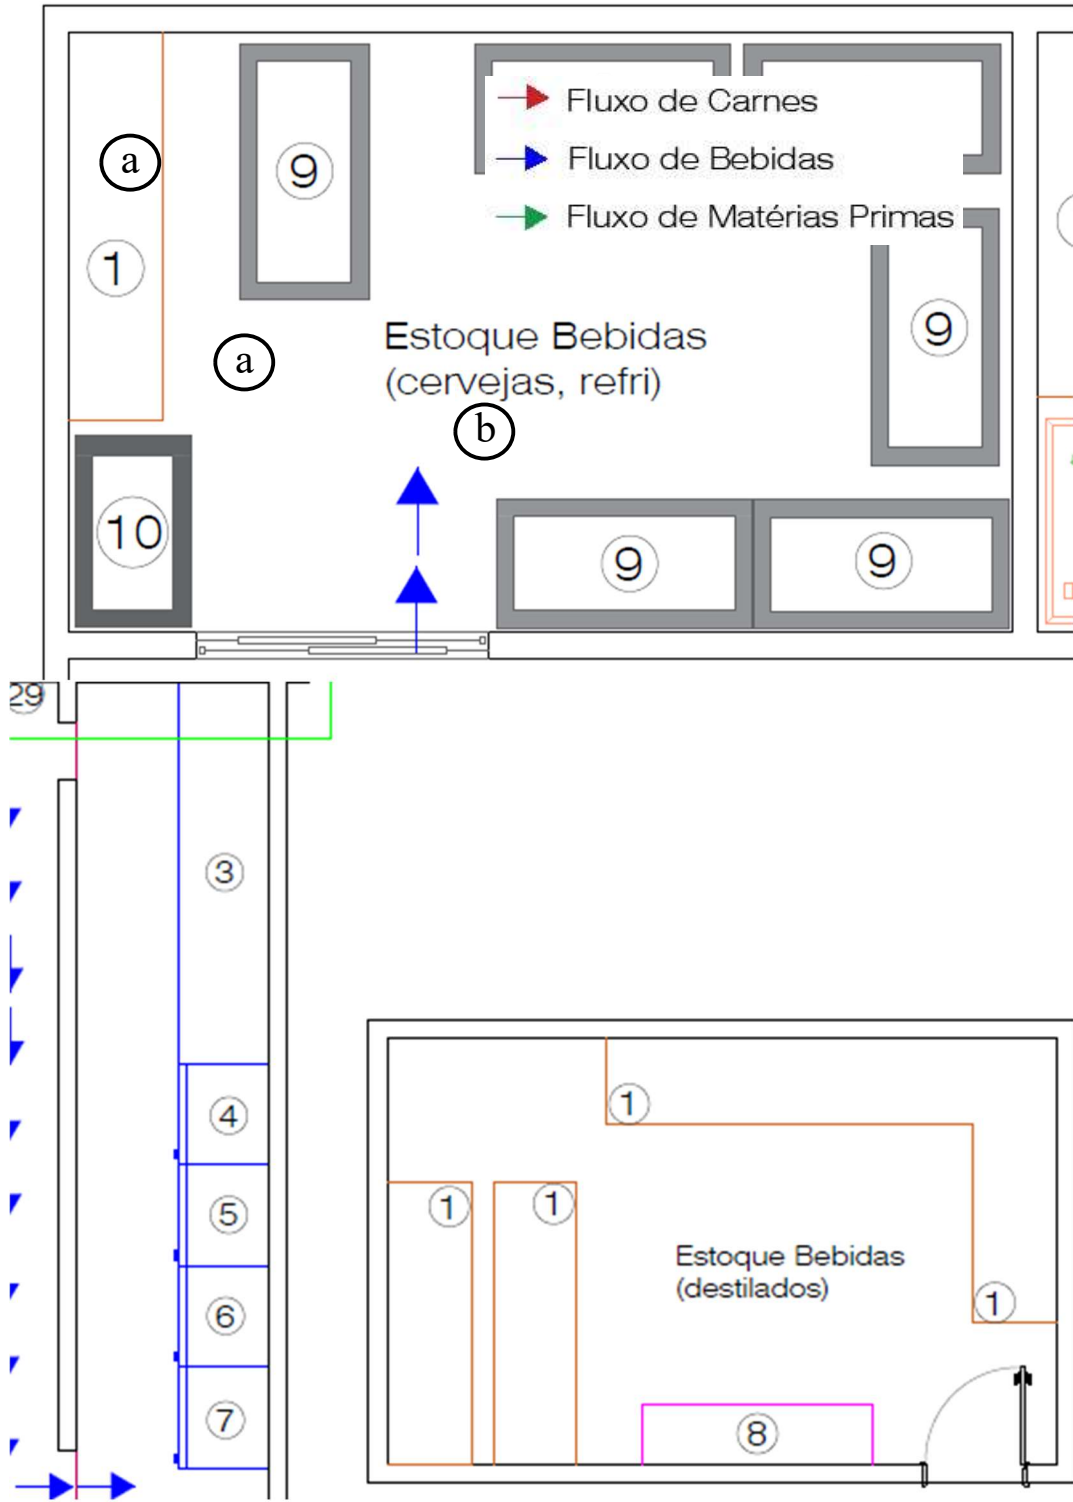 Fluxo de Carnes
a
Fluxo de Bebidas
9
Fluxo de Matérias Primas
1
9
Estoque Bebidas
a
(cervejas, refri)
b
10
9
9
29
3
4
1
5
1
1
Estoque Bebidas
(destilados)
1
6
7
8